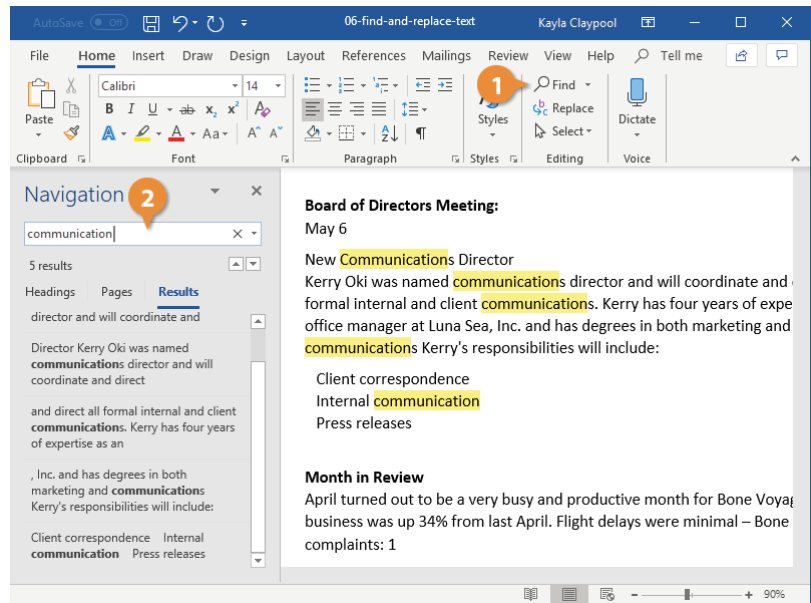 AutoSave Off 06-find-and-replace-text Kayla Claypool
File Home Insert Draw Design Layout References Mailings Review View Help Tell me
Calibri 14
B I U ab x₂ x² A
A A Aa A A
Paste
Styles
Find
Replace
Select
Dictate
Clipboard Font Paragraph Styles Editing Voice
1
Navigation
2
communication
5 results
Headings Pages Results
director and will coordinate and
Director Kerry Oki was named
communications director and will
coordinate and direct
and direct all formal internal and client
communications. Kerry has four years
of expertise as an
, Inc. and has degrees in both
marketing and communications
Kerry's responsibilities will include:
Client correspondence Internal
communication Press releases
Board of Directors Meeting:
May 6
New Communications Director
Kerry Oki was named communications director and will coordinate and
formal internal and client communications. Kerry has four years of expe
office manager at Luna Sea, Inc. and has degrees in both marketing and
communications Kerry's responsibilities will include:
Client correspondence
Internal communication
Press releases
Month in Review
April turned out to be a very busy and productive month for Bone Voyag
business was up 34% from last April. Flight delays were minimal – Bone
complaints: 1
90%